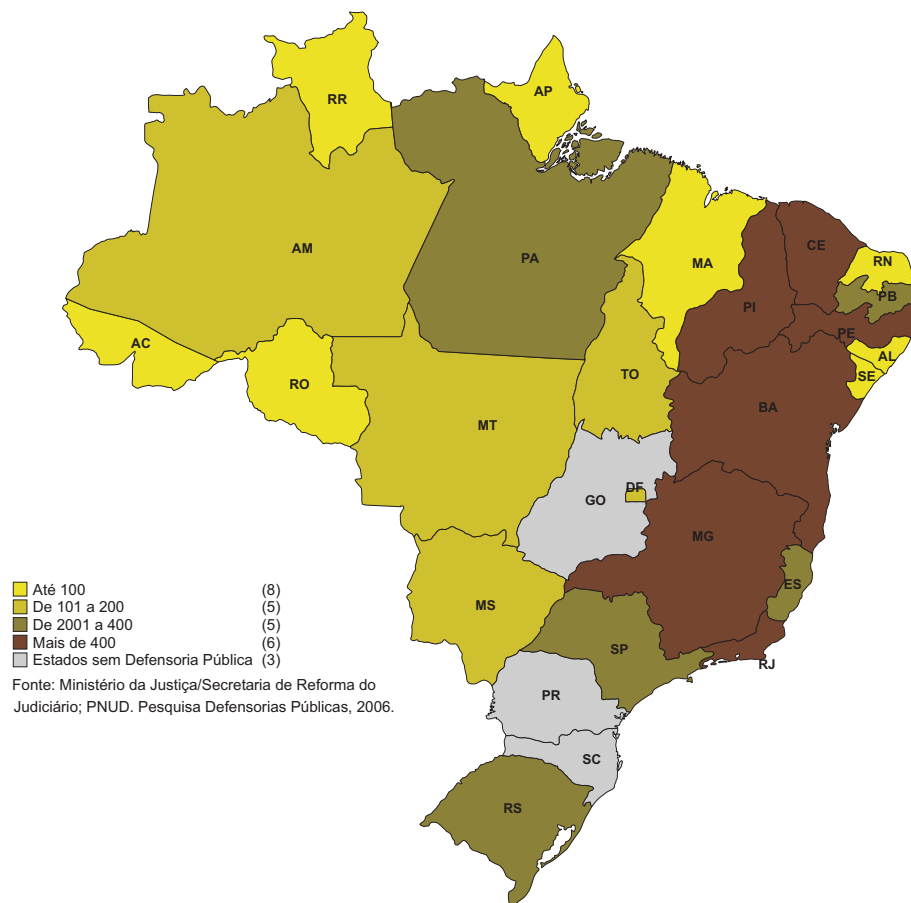 RR
AP
AM
PA
MA
CE
RN
PB
PI
PE
AC
AL
SE
RO
TO
BA
MT
DF
GO
MG
ES
MS
SP
RJ
PR
SC
RS
Até 100 (8)
De 101 a 200 (5)
De 2001 a 400 (5)
Mais de 400 (6)
Estados sem Defensoria Pública (3)
Fonte: Ministério da Justiça/Secretaria de Reforma do
Judiciário; PNUD. Pesquisa Defensorias Públicas, 2006.